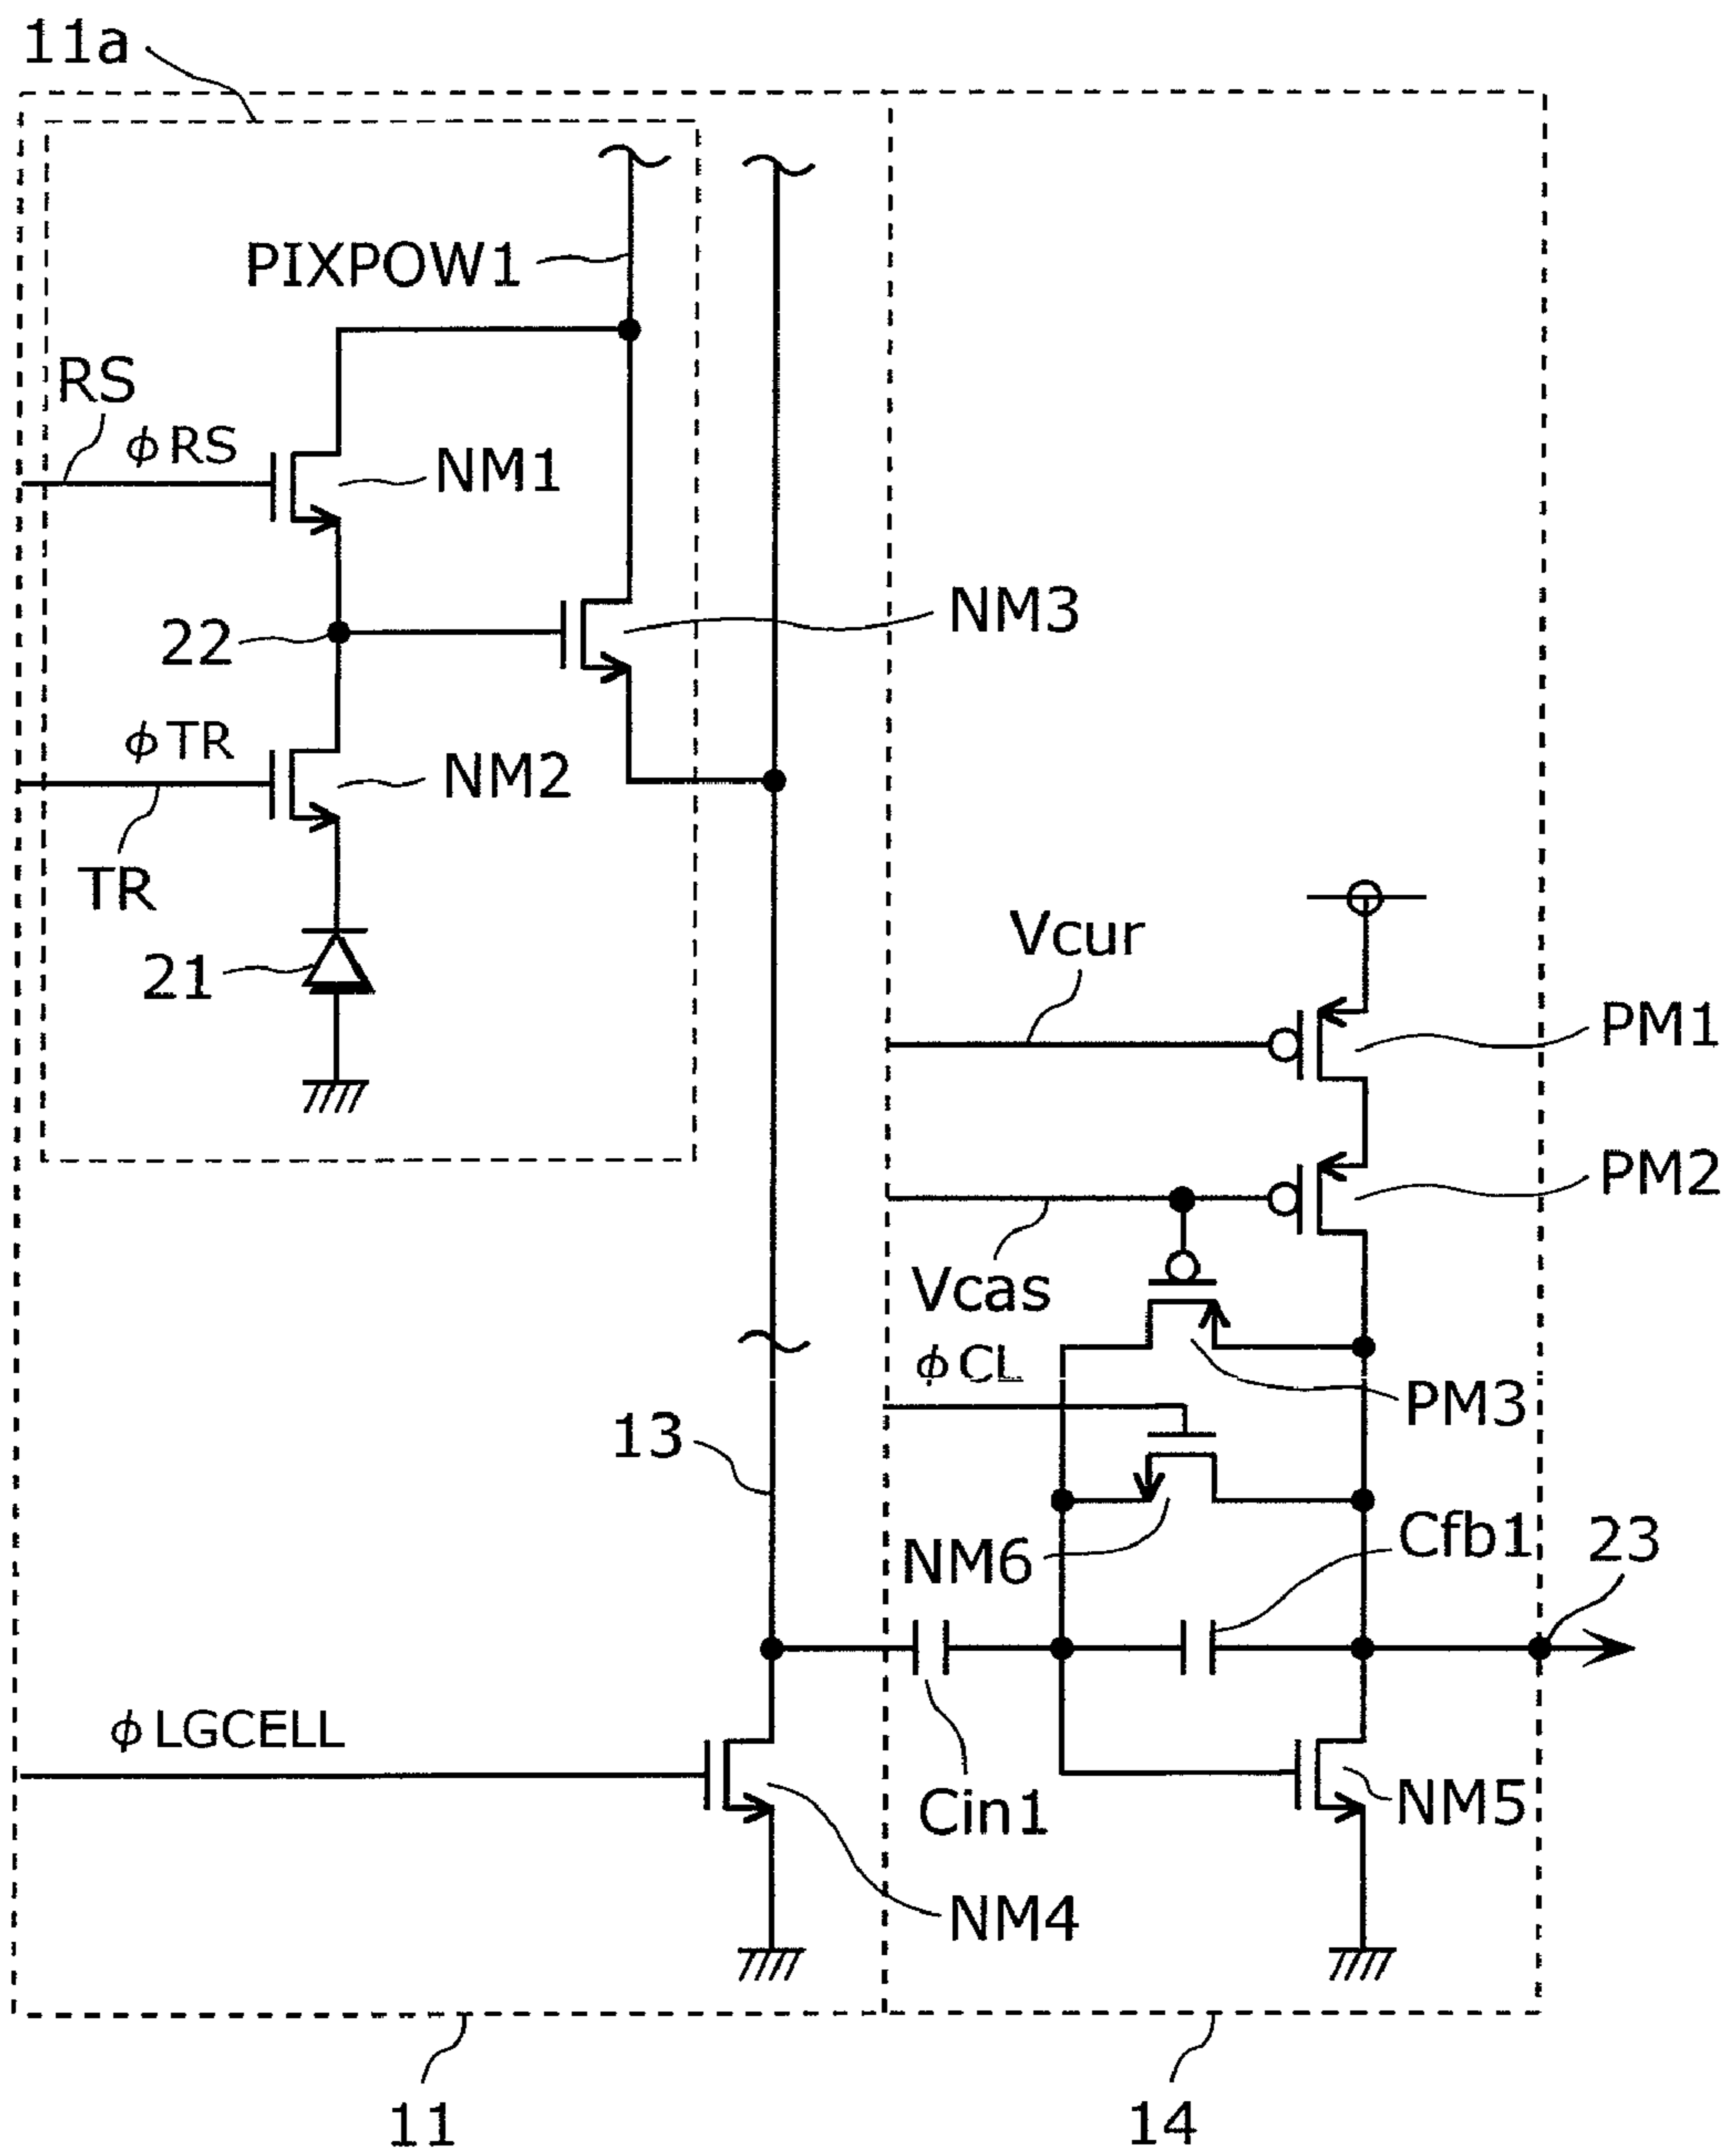 11a
PIXPOW1
RS
φRS
NM1
NM3
22
φTR
NM2
TR
21
Vcur
PM1
PM2
Vcas
φCL
PM3
13
Cfb1
23
NM6
φLGCELL
Cin1
NM5
NM4
11
14